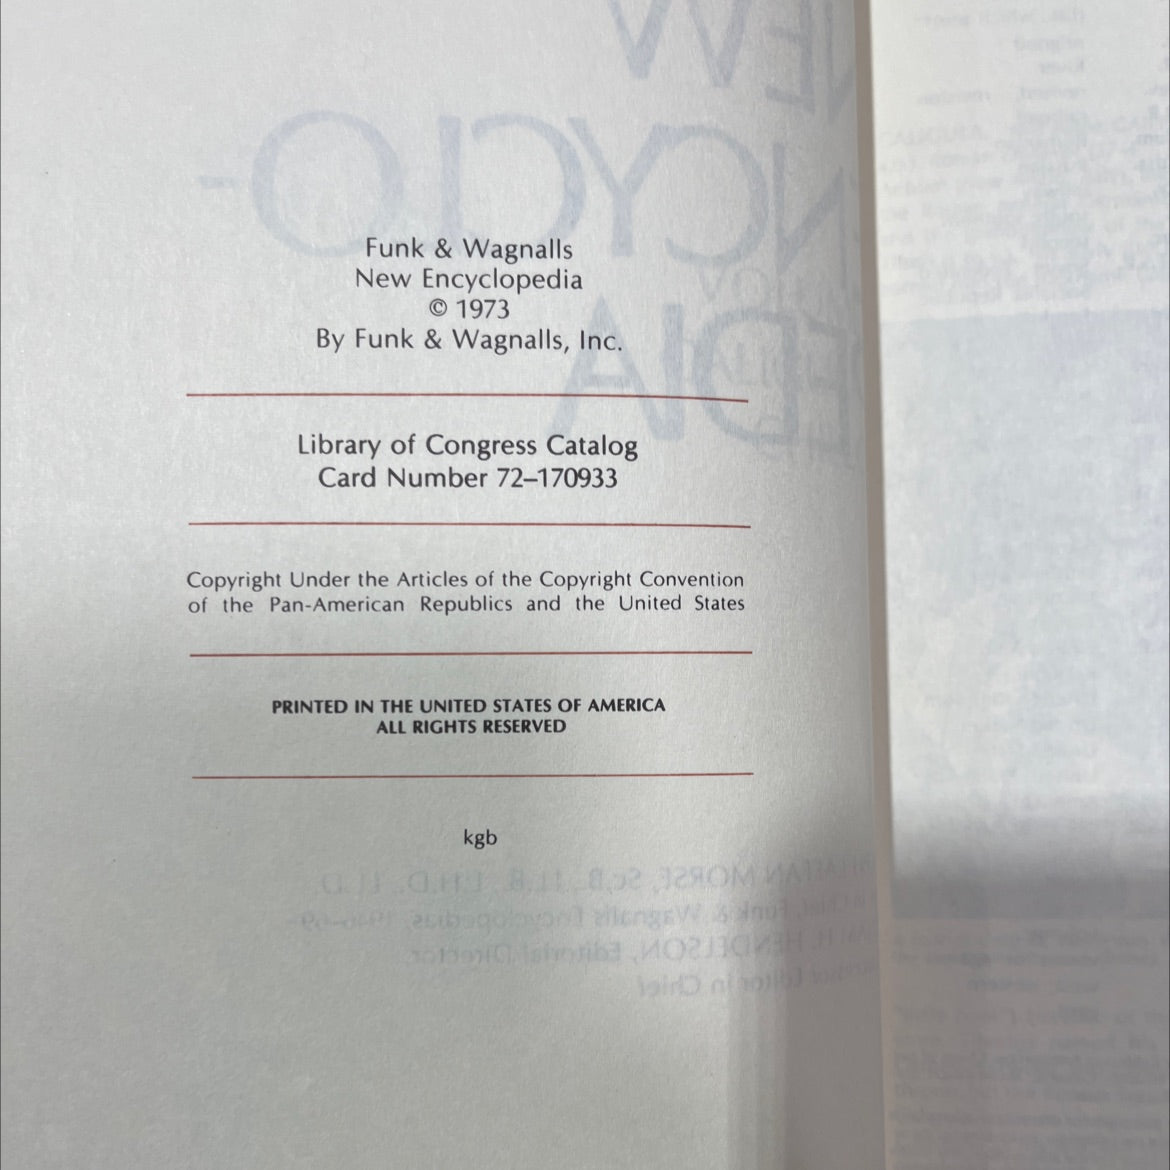 Funk & Wagnalls
New Encyclopedia
© 1973
By Funk & Wagnalls, Inc.
Library of Congress Catalog
Card Number 72–170933
Copyright Under the Articles of the Copyright Convention
of the Pan-American Republics and the United States
PRINTED IN THE UNITED STATES OF AMERICA
ALL RIGHTS RESERVED
kgb